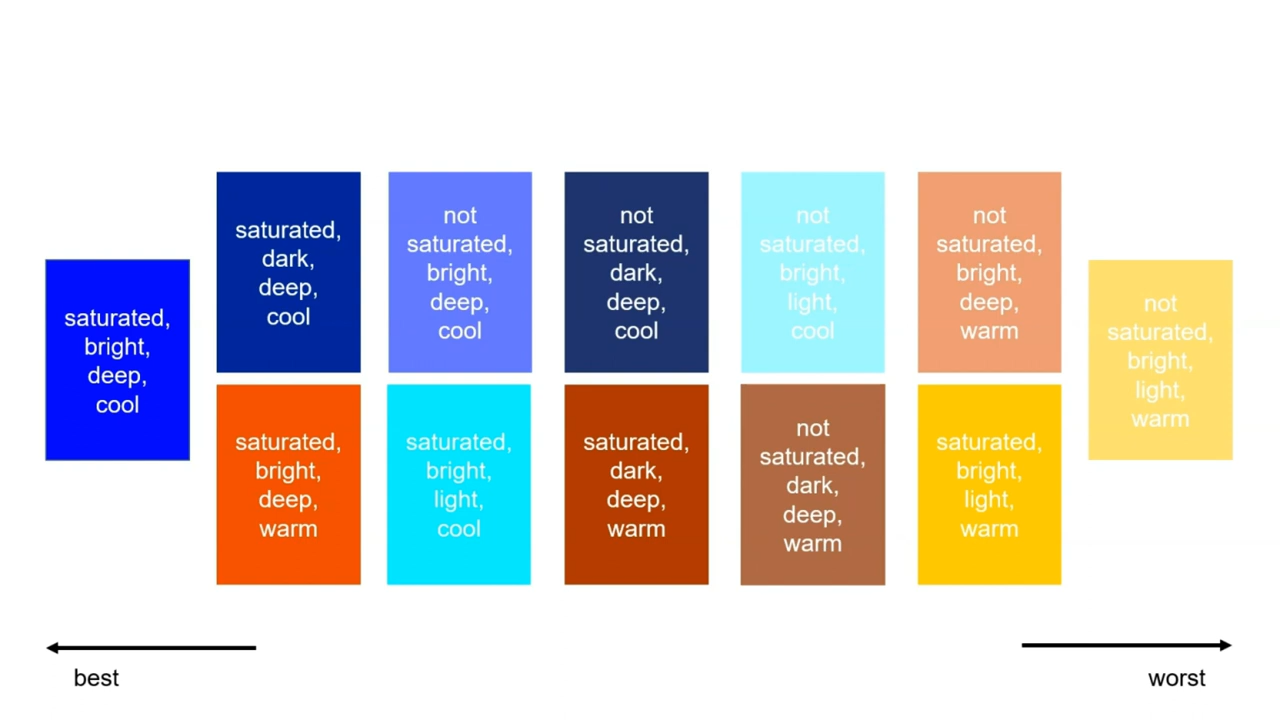 saturated,
bright,
deep,
cool
saturated,
dark,
deep,
cool
not
saturated,
bright,
deep,
cool
not
saturated,
dark,
deep,
cool
not
saturated,
bright,
light,
cool
not
saturated,
bright,
deep,
warm
saturated,
bright,
deep,
warm
saturated,
bright,
light,
cool
saturated,
dark,
deep,
warm
not
saturated,
dark,
deep,
warm
saturated,
bright,
light,
warm
not
saturated,
bright,
light,
warm
best
worst